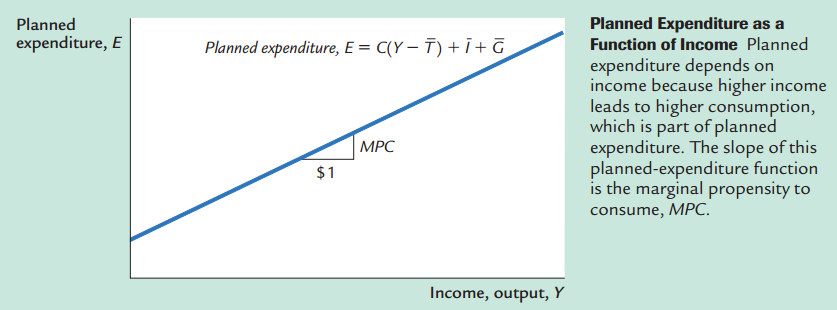 Planned
expenditure, E
Planned expenditure, E = C(Y – T̄) + Ī + Ḡ
MPC
$1
Income, output, Y
Planned Expenditure as a
Function of Income Planned
expenditure depends on
income because higher income
leads to higher consumption,
which is part of planned
expenditure. The slope of this
planned-expenditure function
is the marginal propensity to
consume, MPC.